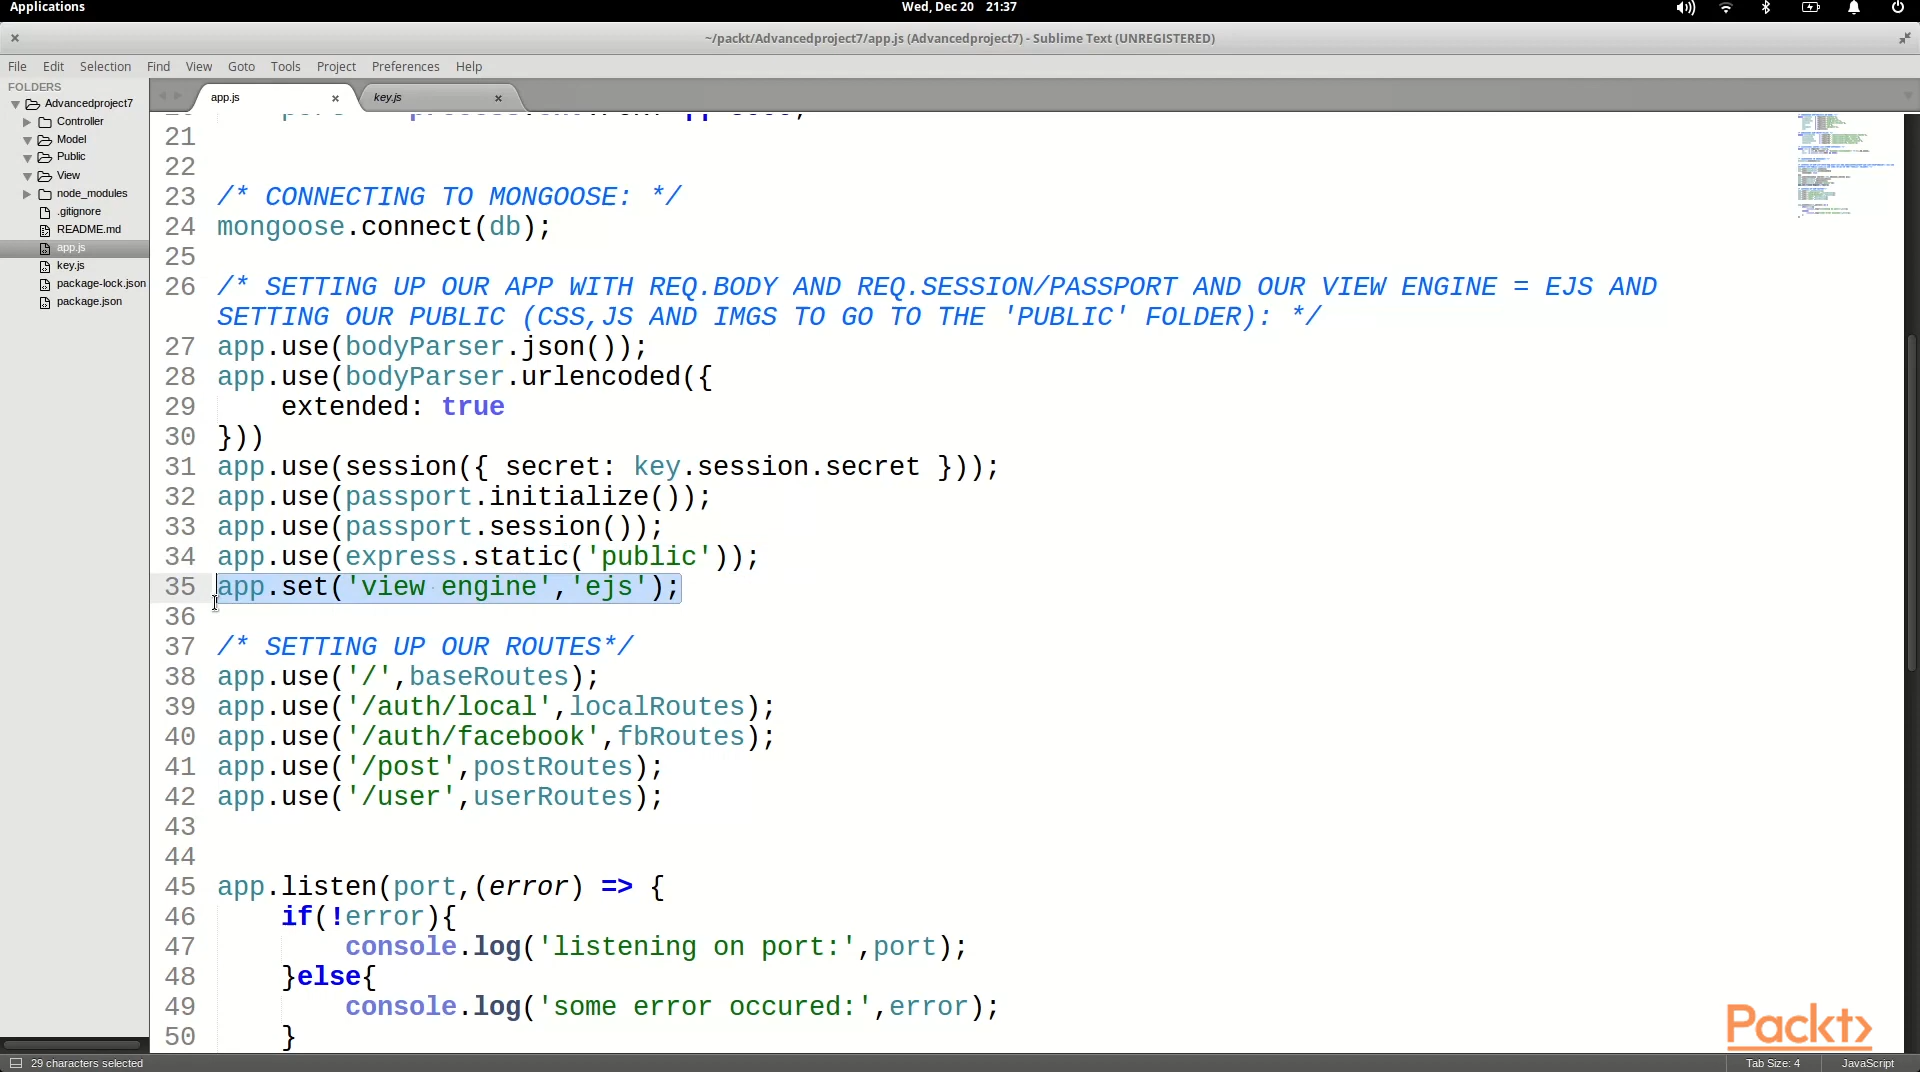 Applications
Wed, Dec 20 21:37
~/packt/Advancedproject7/app.js (Advancedproject7) - Sublime Text (UNREGISTERED)
File Edit Selection Find View Goto Tools Project Preferences Help
FOLDERS
Advancedproject7
Controller
Model
Public
View
node_modules
.gitignore
README.md
app.js
key.js
package-lock.json
package.json
app.js
key.js
21
22
23 /* CONNECTING TO MONGOOSE: */
24 mongoose.connect(db);
25
26 /* SETTING UP OUR APP WITH REQ.BODY AND REQ.SESSION/PASSPORT AND OUR VIEW ENGINE = EJS AND
SETTING OUR PUBLIC (CSS,JS AND IMGS TO GO TO THE 'PUBLIC' FOLDER): */
27 app.use(bodyParser.json());
28 app.use(bodyParser.urlencoded({
29 extended: true
30 }))
31 app.use(session({ secret: key.session.secret }));
32 app.use(passport.initialize());
33 app.use(passport.session());
34 app.use(express.static('public'));
35 app.set('view engine','ejs');
36
37 /* SETTING UP OUR ROUTES*/
38 app.use('/',baseRoutes);
39 app.use('/auth/local',localRoutes);
40 app.use('/auth/facebook',fbRoutes);
41 app.use('/post',postRoutes);
42 app.use('/user',userRoutes);
43
44
45 app.listen(port,(error) => {
46 if(!error){
47 console.log('listening on port:',port);
48 }else{
49 console.log('some error occured:',error);
50 }
Packt>
29 characters selected
Tab Size: 4
JavaScript